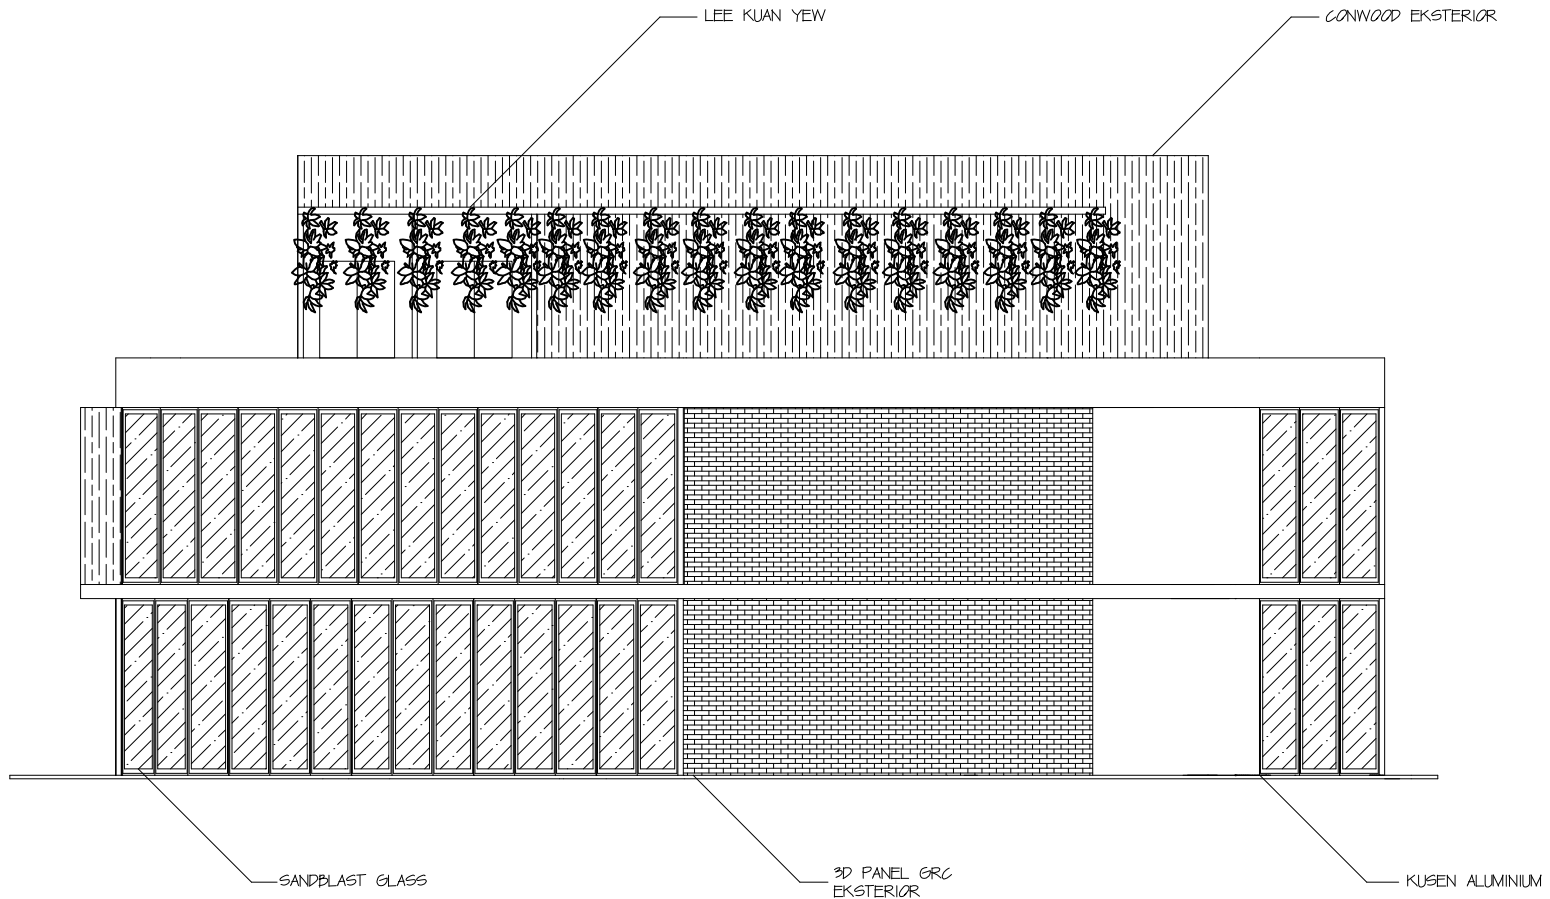 LEE KUAN YEW
CONWOOD EKSTERIOR
SANDBLAST GLASS
3D PANEL GRC
EKSTERIOR
KUSEN ALUMINIUM